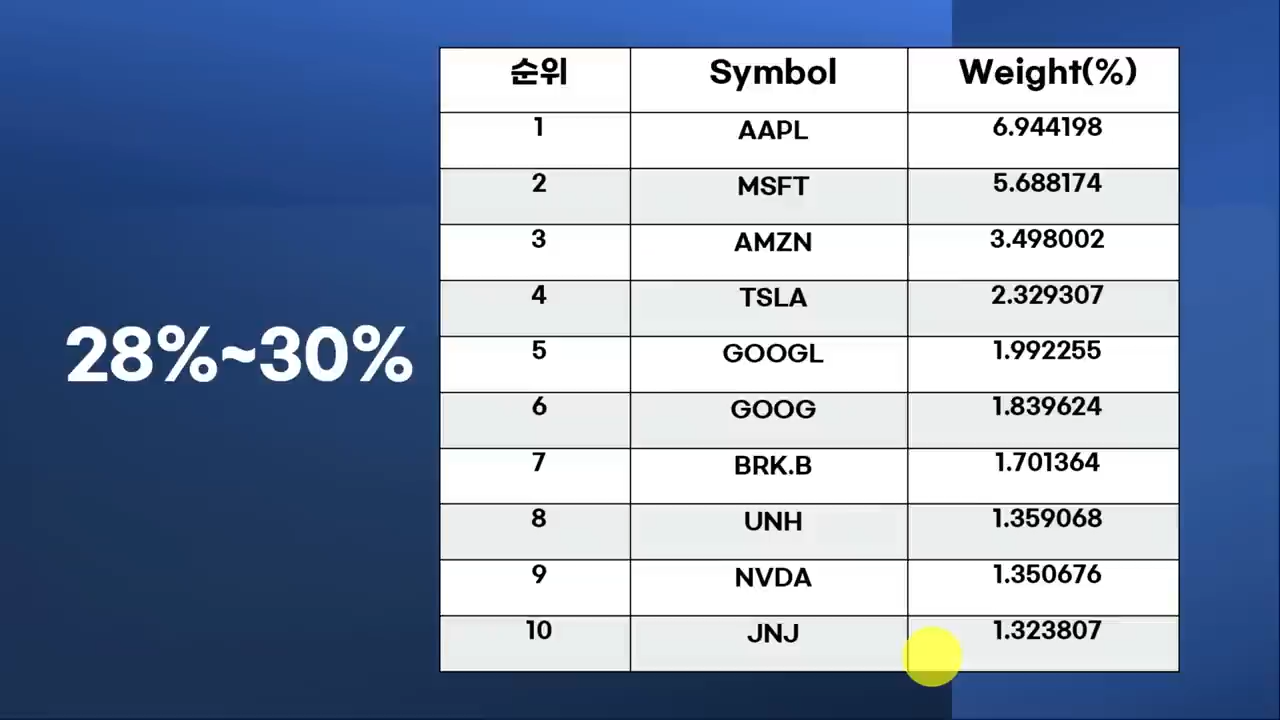 순위 Symbol Weight(%)
1 AAPL 6.944198
2 MSFT 5.688174
3 AMZN 3.498002
4 TSLA 2.329307
28%~30%
5 GOOGL 1.992255
6 GOOG 1.839624
7 BRK.B 1.701364
8 UNH 1.359068
9 NVDA 1.350676
10 JNJ 1.323807